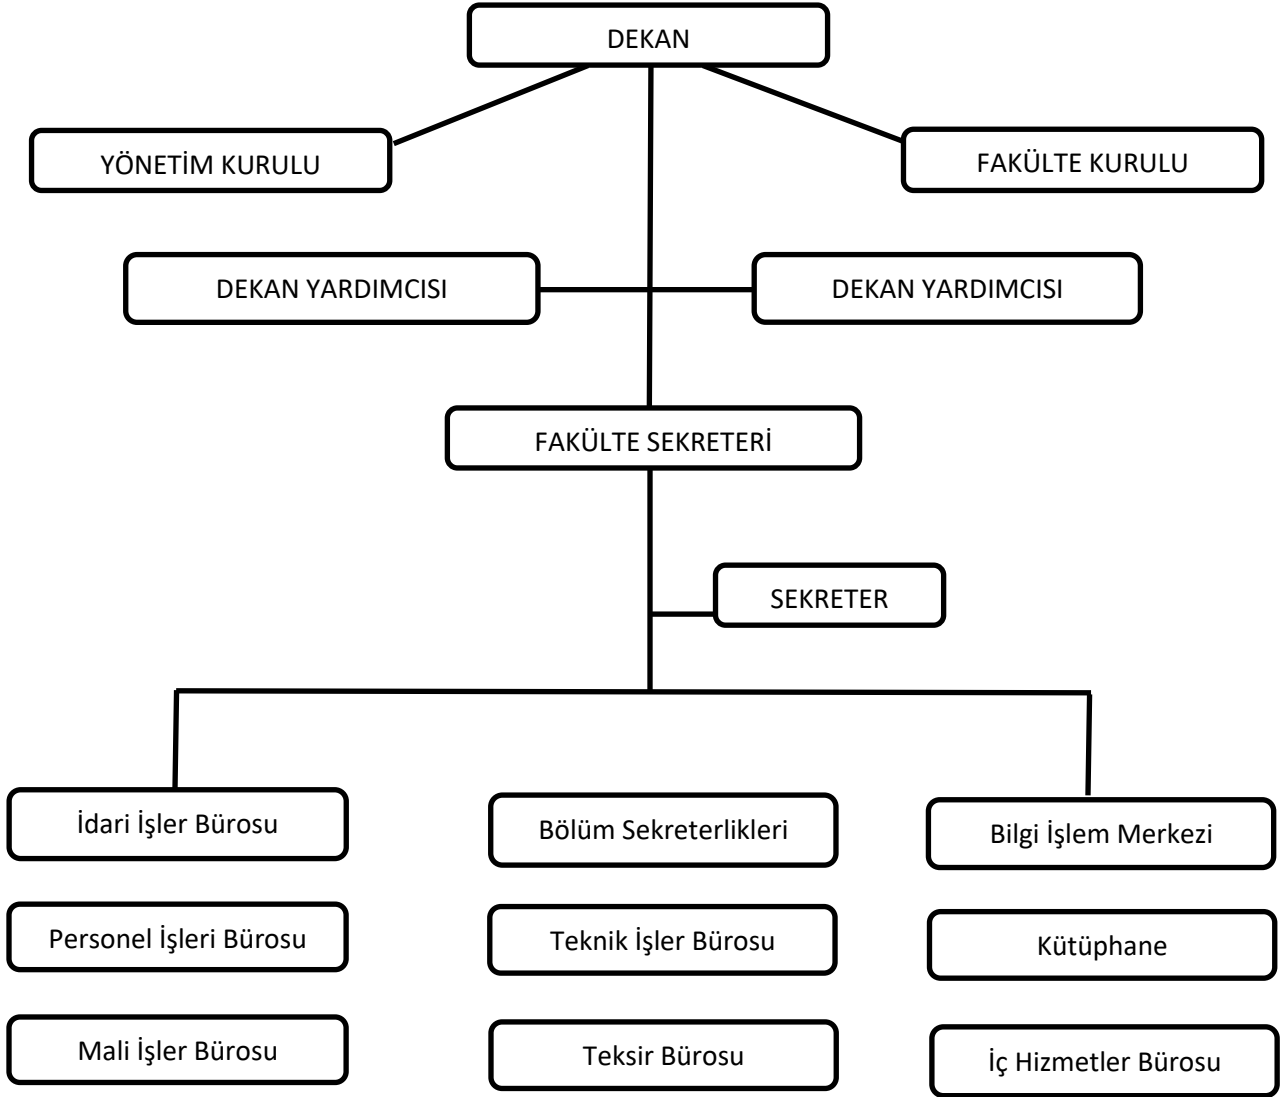 DEKAN
YÖNETİM KURULU
FAKÜLTE KURULU
DEKAN YARDIMCISI
DEKAN YARDIMCISI
FAKÜLTE SEKRETERİ
SEKRETER
İdari İşler Bürosu
Bölüm Sekreterlikleri
Bilgi İşlem Merkezi
Personel İşleri Bürosu
Teknik İşler Bürosu
Kütüphane
Mali İşler Bürosu
Teksir Bürosu
İç Hizmetler Bürosu